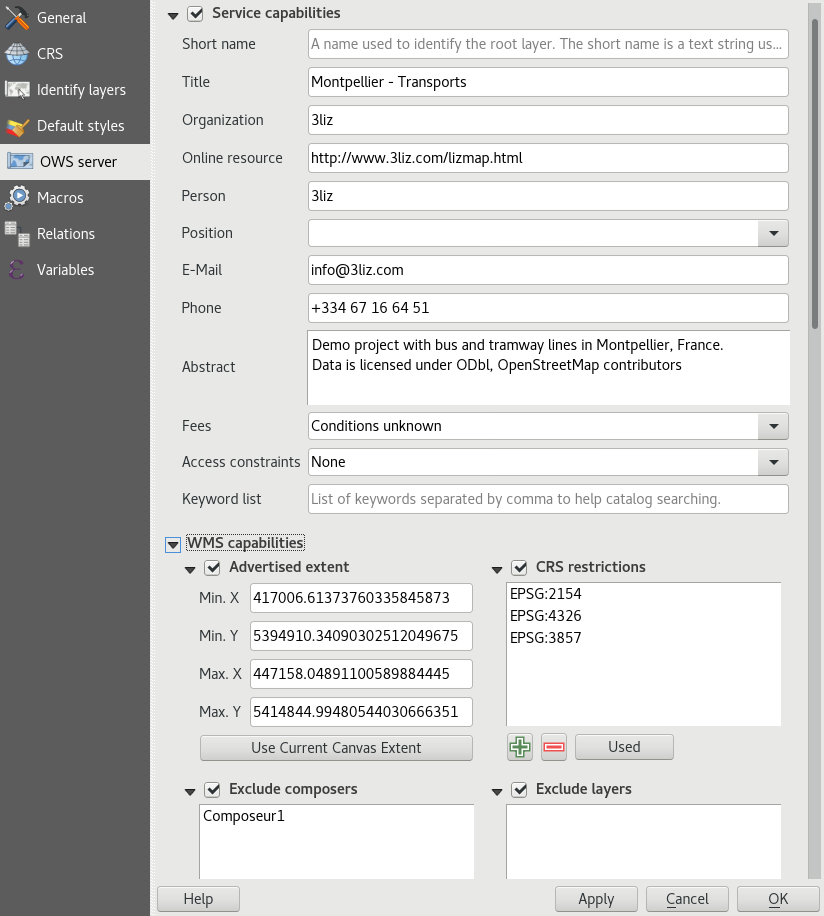 General
CRS
Identify layers
Default styles
OWS server
Macros
Relations
Variables
Service capabilities
Short name A name used to identify the root layer. The short name is a text string us...
Title Montpellier - Transports
Organization 3liz
Online resource http://www.3liz.com/lizmap.html
Person 3liz
Position
E-Mail info@3liz.com
Phone +334 67 16 64 51
Abstract Demo project with bus and tramway lines in Montpellier, France.
Data is licensed under ODbl, OpenStreetMap contributors
Fees Conditions unknown
Access constraints None
Keyword list List of keywords separated by comma to help catalog searching.
WMS capabilities
Advertised extent
Min. X 417006.61373760335845873
Min. Y 5394910.34090302512049675
Max. X 447158.04891100589884445
Max. Y 5414844.99480544030666351
Use Current Canvas Extent
CRS restrictions
EPSG:2154
EPSG:4326
EPSG:3857
Used
Exclude composers
Composeur1
Exclude layers
Help Apply Cancel OK